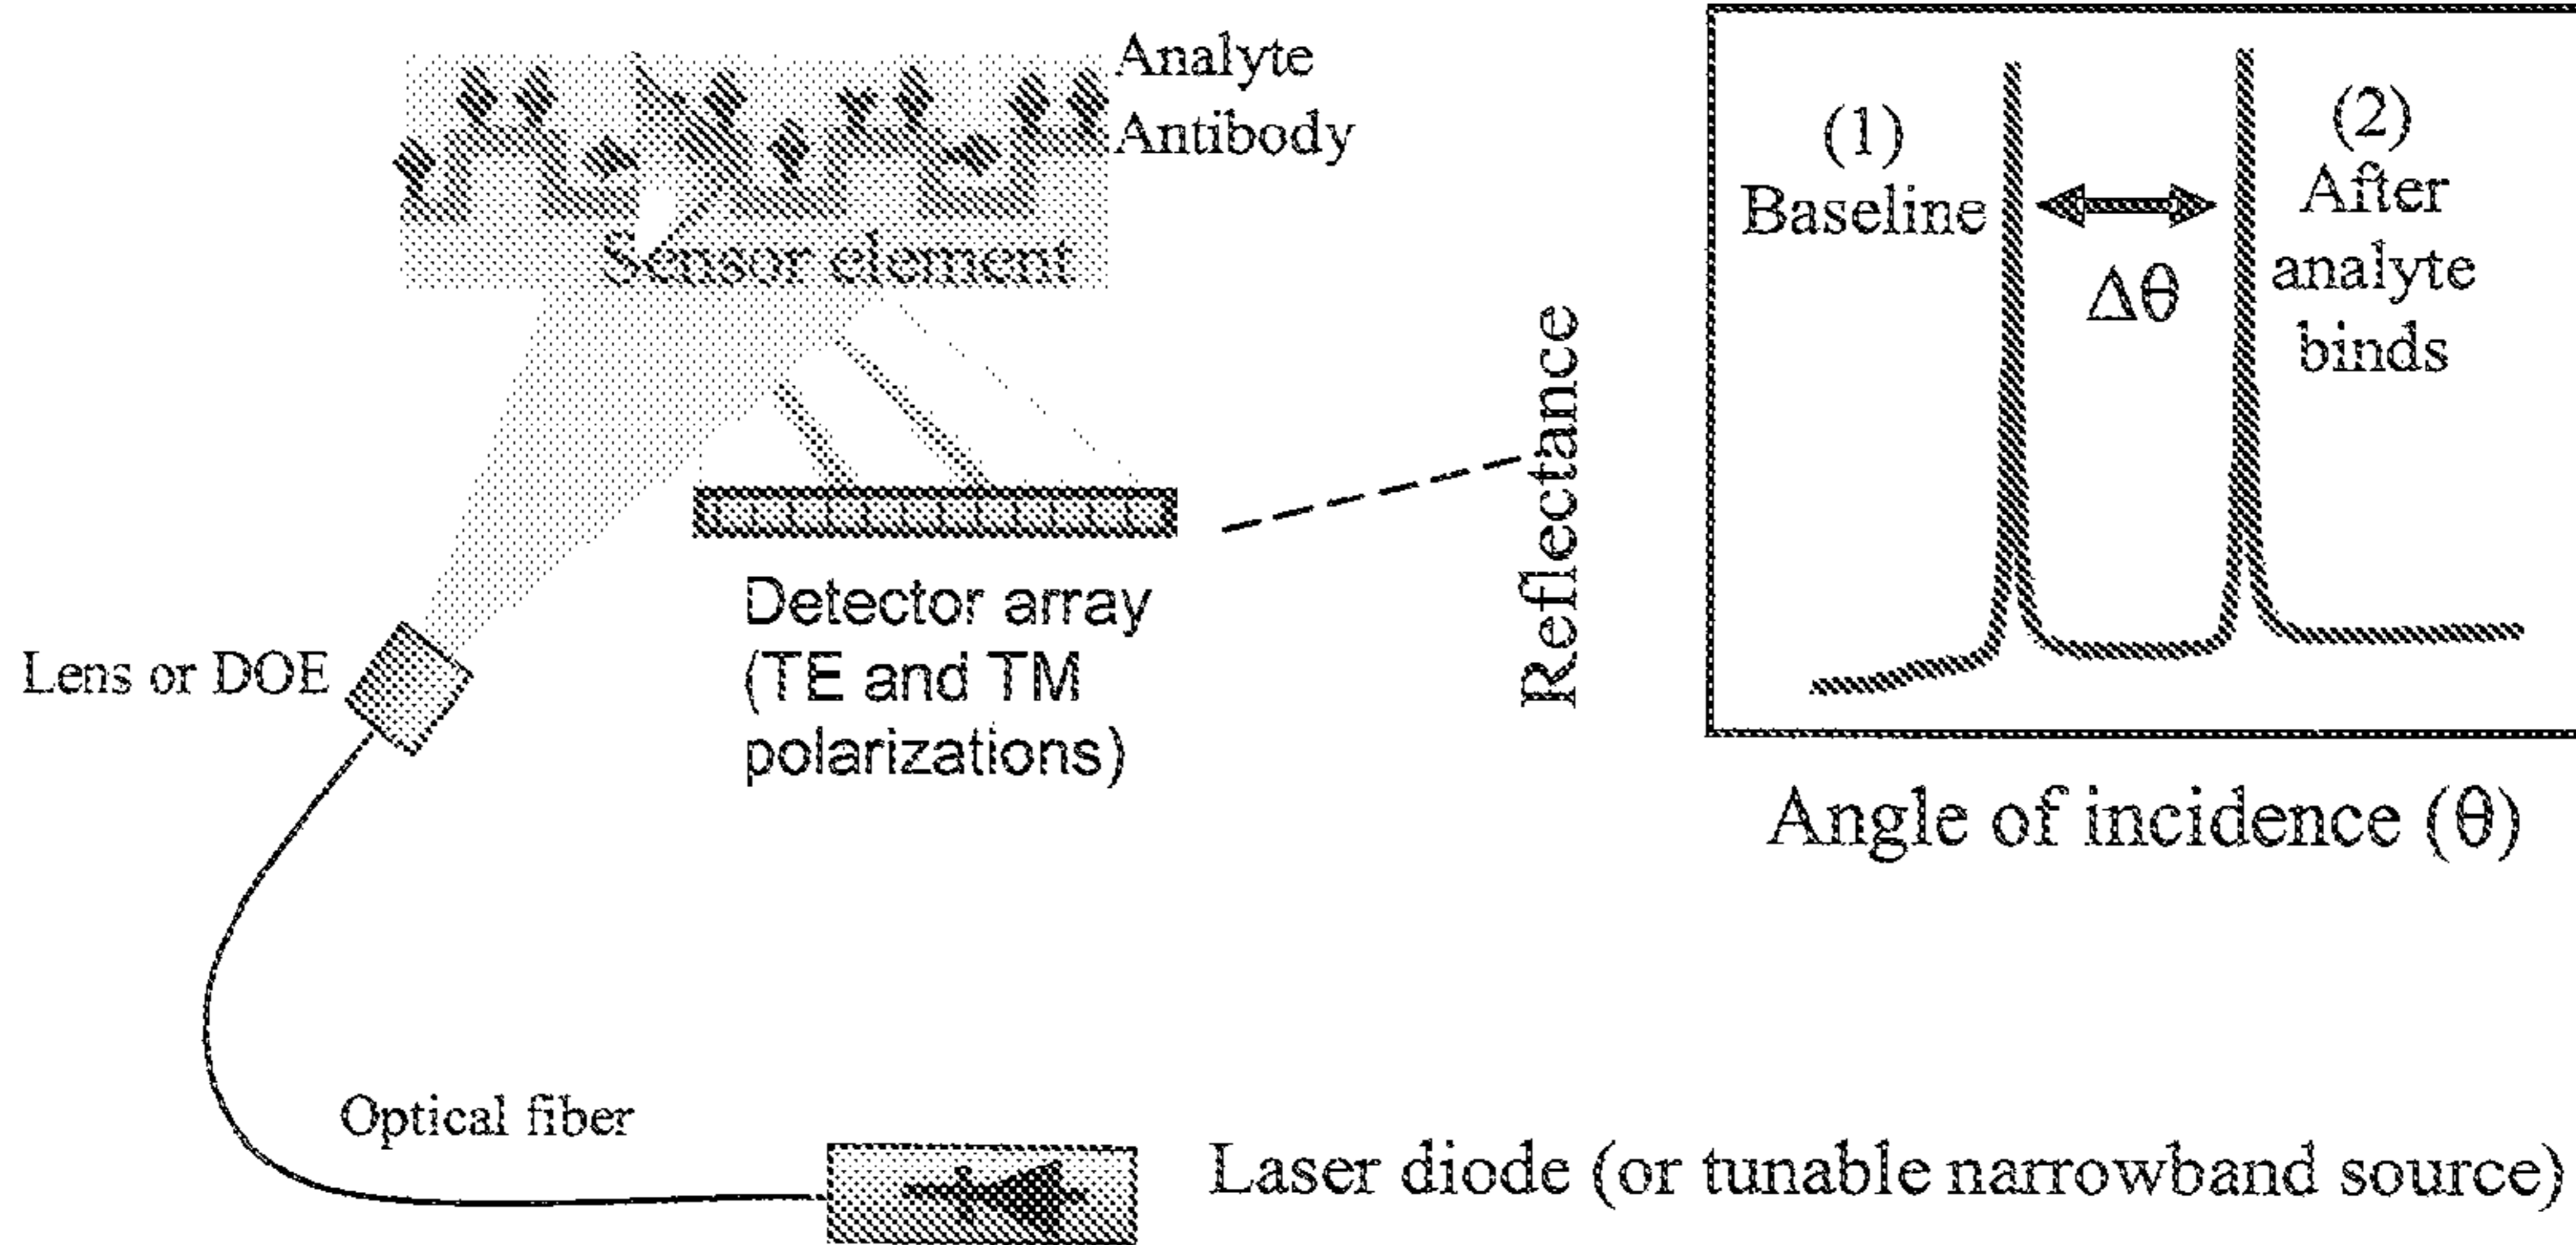 Analyte
Antibody
Sensor element
Lens or DOE
Detector array
(TE and TM
polarizations)
Optical fiber
Laser diode (or tunable narrowband source)
Reflectance
(1)
Baseline
Δθ
(2)
After
analyte
binds
Angle of incidence (θ)